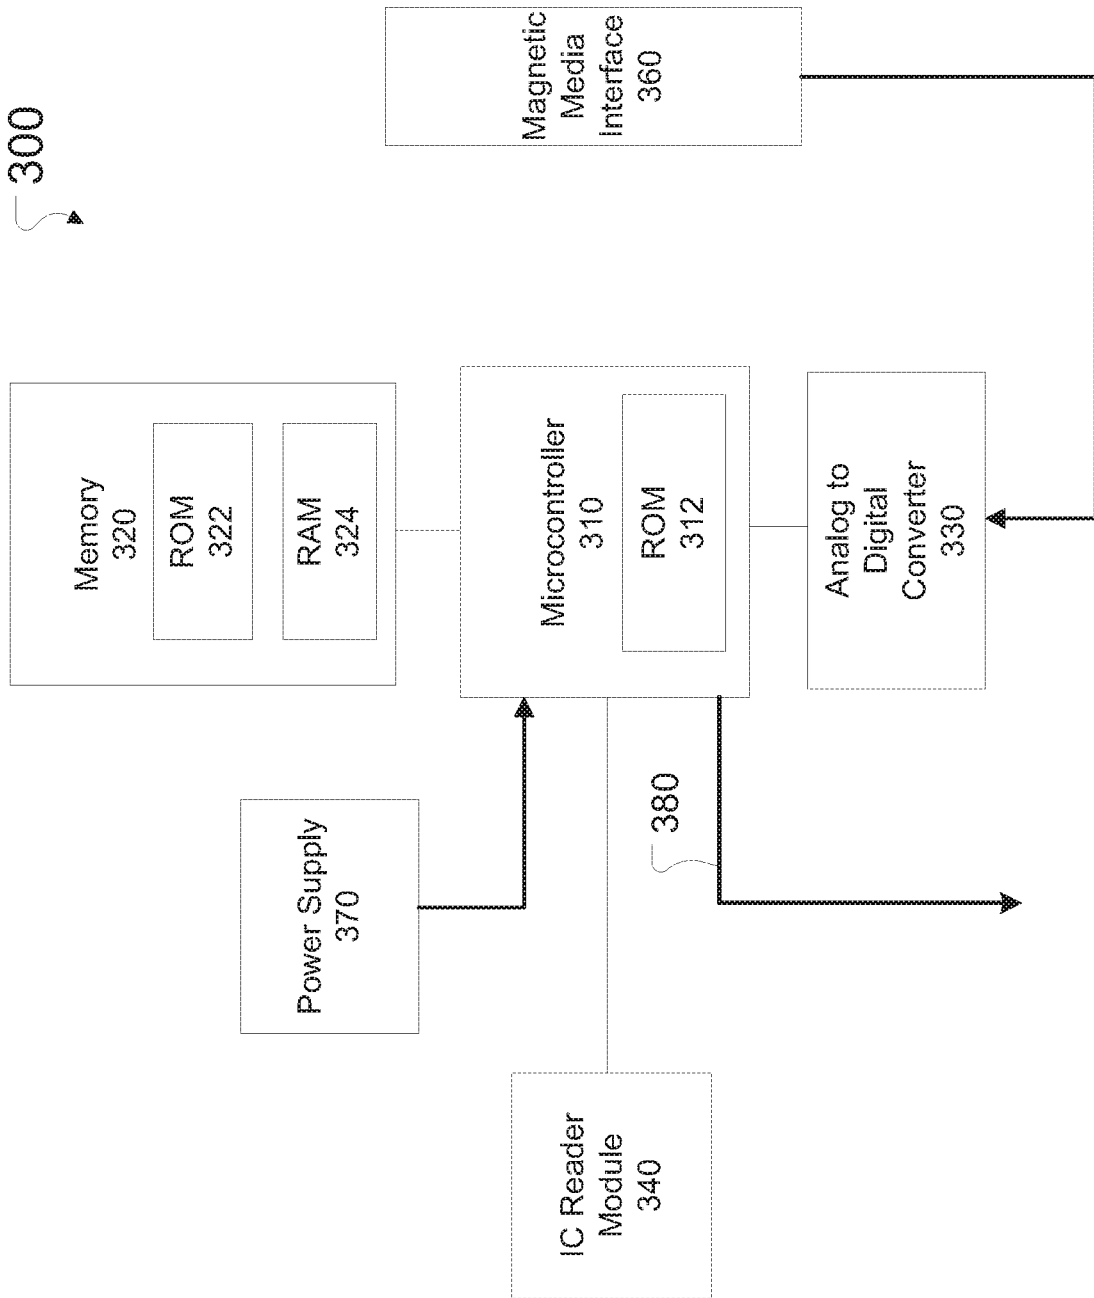 300
Memory
320
ROM
322
RAM
324
Power Supply
370
Magnetic
Media
Interface
360
Microcontroller
310
ROM
312
IC Reader
Module
340
380
Analog to
Digital
Converter
330